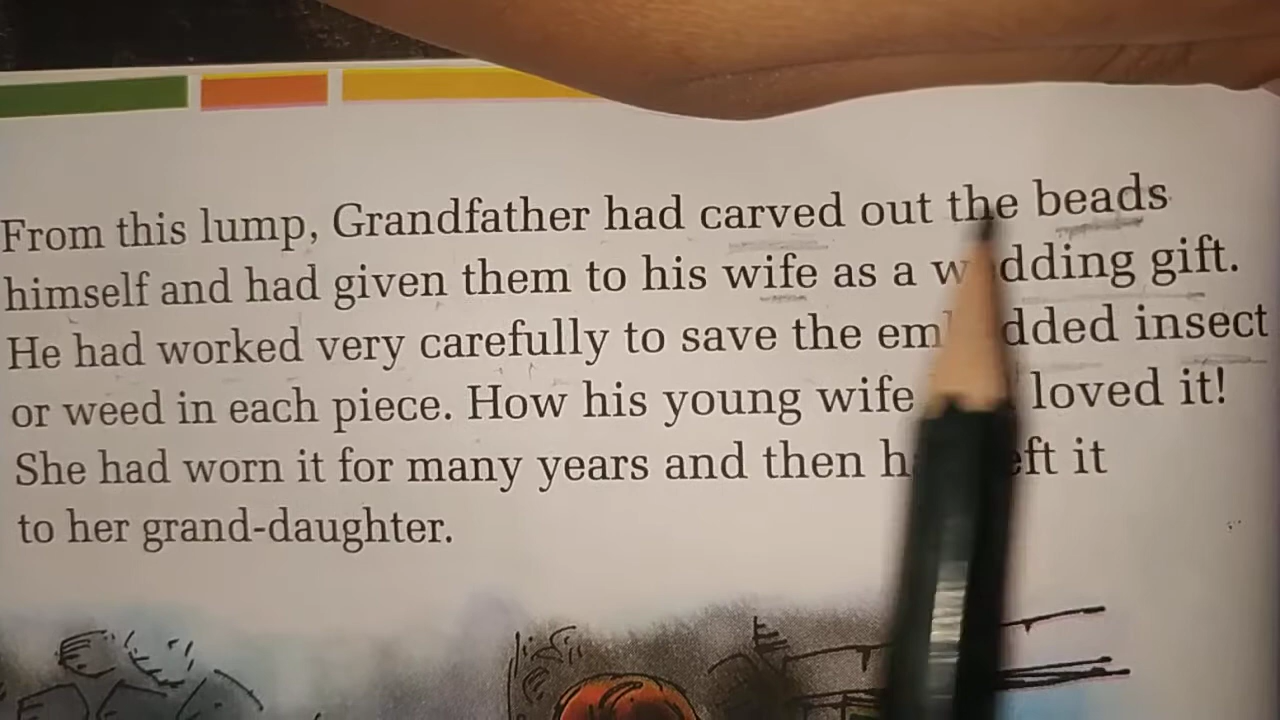 From this lump, Grandfather had carved out the beads
himself and had given them to his wife as a wedding gift.
He had worked very carefully to save the embedded insect
or weed in each piece. How his young wife loved it!
She had worn it for many years and then it
to her grand-daughter.